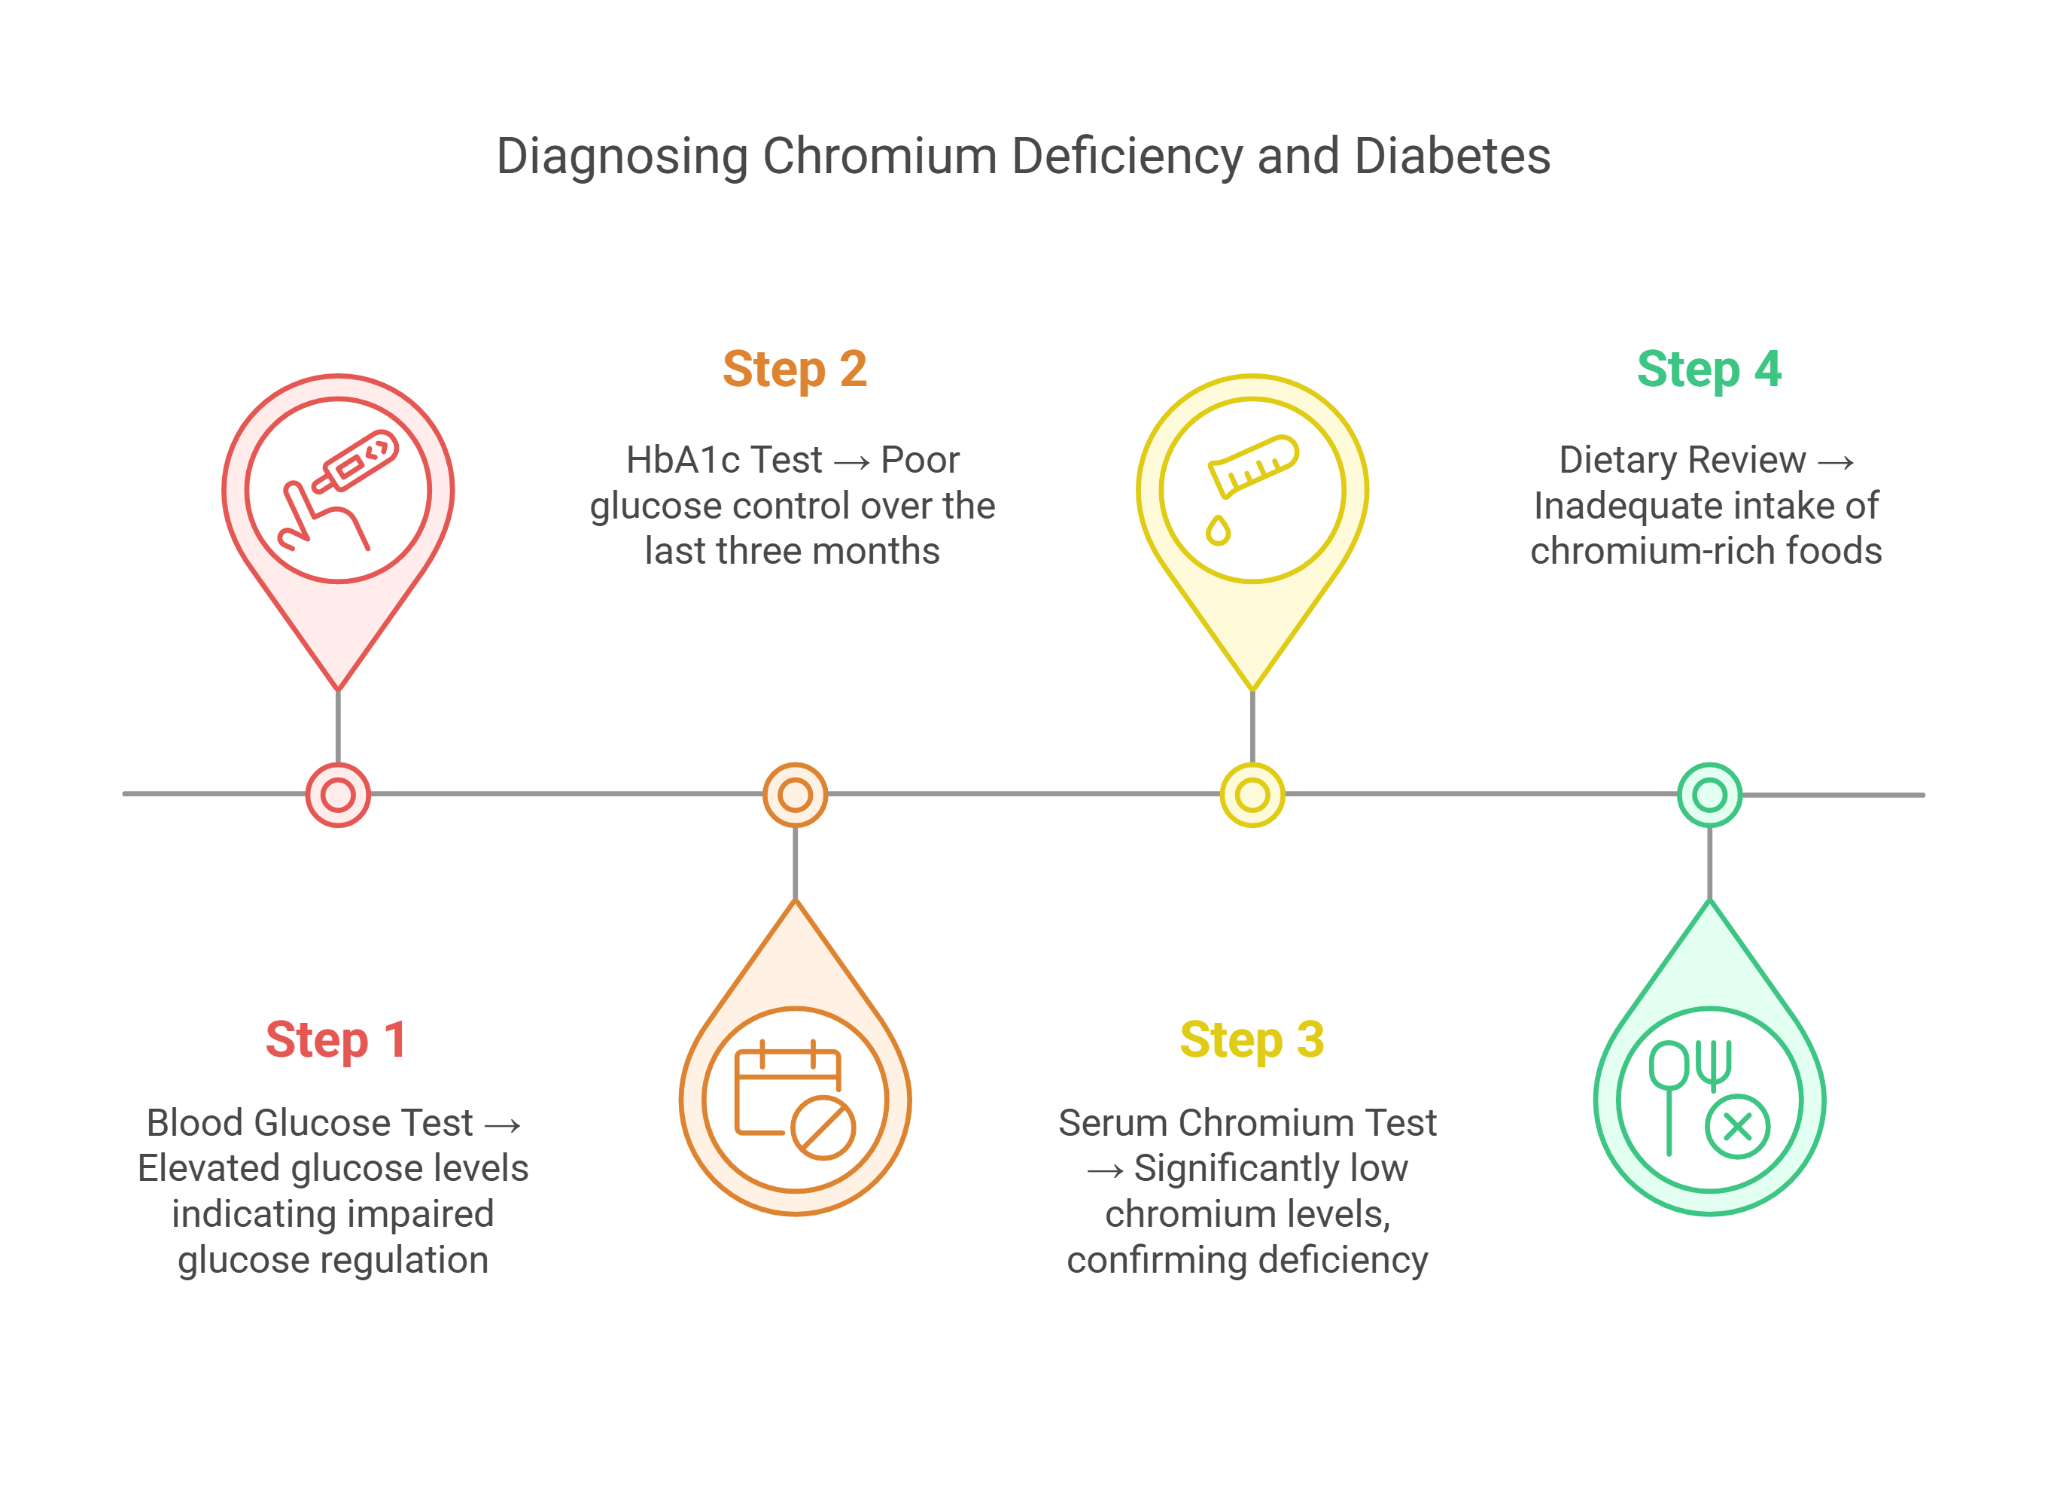 Diagnosing Chromium Deficiency and Diabetes
Step 1
Blood Glucose Test →
Elevated glucose levels
indicating impaired
glucose regulation
Step 2
HbA1c Test → Poor
glucose control over the
last three months
Step 3
Serum Chromium Test
→ Significantly low
chromium levels,
confirming deficiency
Step 4
Dietary Review →
Inadequate intake of
chromium-rich foods